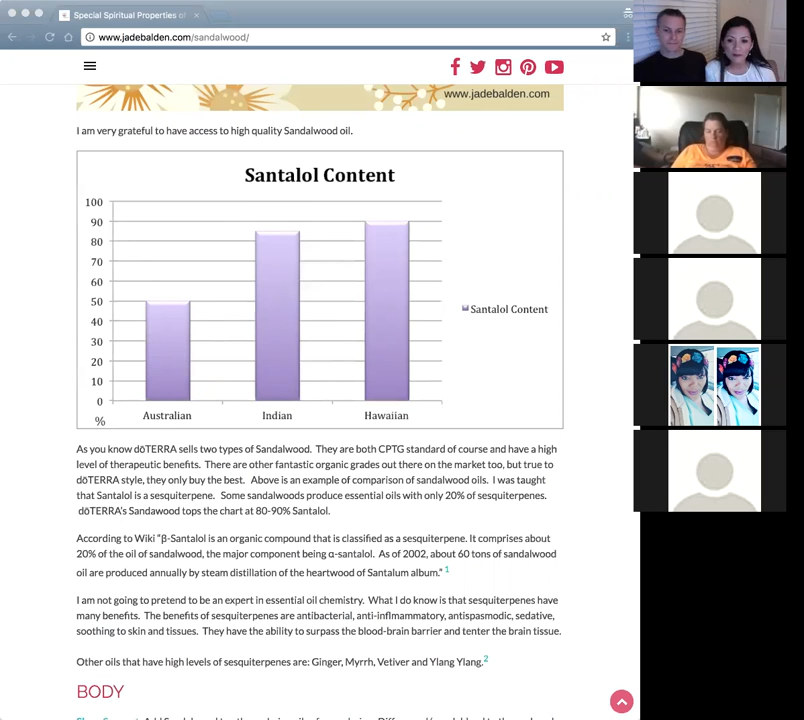 Special Spiritual Properties of
www.jadebalden.com/sandalwood/
www.jadebalden.com
I am very grateful to have access to high quality Sandalwood oil.
Santalol Content
100
90
80
70
60
50
40
30
20
10
0
%
Australian
Indian
Hawaiian
Santalol Content
As you know dōTERRA sells two types of Sandalwood. They are both CPTG standard of course and have a high
level of therapeutic benefits. There are other fantastic organic grades out there on the market too, but true to
dōTERRA style, they only buy the best. Above is an example of comparison of sandalwood oils. I was taught
that Santalol is a sesquiterpene. Some sandalwoods produce essential oils with only 20% of sesquiterpenes.
dōTERRA's Sandawood tops the chart at 80-90% Santalol.
According to Wiki "β-Santalol is an organic compound that is classified as a sesquiterpene. It comprises about
20% of the oil of sandalwood, the major component being α-santalol. As of 2002, about 60 tons of sandalwood
oil are produced annually by steam distillation of the heartwood of Santalum album." 1
I am not going to pretend to be an expert in essential oil chemistry. What I do know is that sesquiterpenes have
many benefits. The benefits of sesquiterpenes are antibacterial, anti-inflmammatory, antispasmodic, sedative,
soothing to skin and tissues. They have the ability to surpass the blood-brain barrier and tenter the brain tissue.
Other oils that have high levels of sesquiterpenes are: Ginger, Myrrh, Vetiver and Ylang Ylang.2
BODY